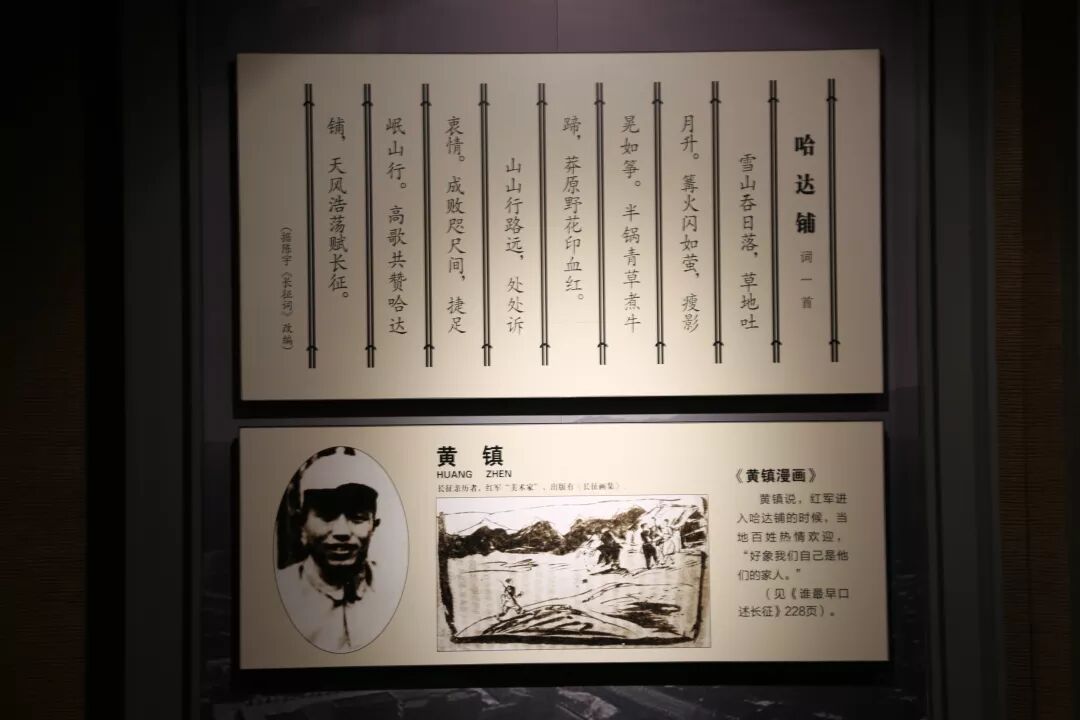 哈达铺 词一首
雪山吞日落，草地吐
月升。篝火闪如萤，瘦影
晃如筝。半锅青草煮牛
蹄，莽原野花印血红。
山山行路远，处处诉
衷情。成败咫尺间，捷足
岷山行。高歌共赞哈达
铺，天风浩荡赋长征。
（据陈宇《长征词》改编）
黄 镇
HUANG ZHEN
长征亲历者，红军“美术家”、出版有《长征画集》
《黄镇漫画》
黄镇说，红军进
入哈达铺的时候，当
地百姓热情欢迎，
“好象我们自己是他
们的家人。”
（见《谁最早口
述长征》228页）。